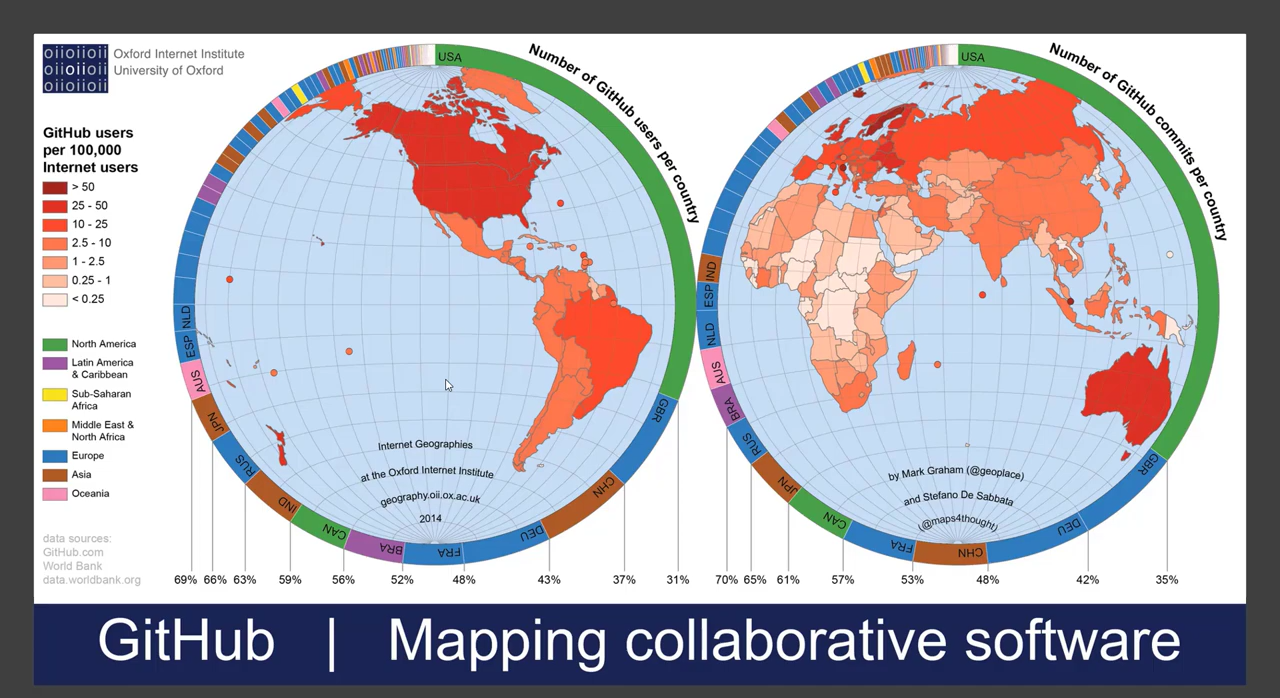 oiioiioii
oiioiioii
oiioiioii
Oxford Internet Institute
University of Oxford
GitHub users
per 100,000
Internet users
> 50
25 - 50
10 - 25
2.5 - 10
1 - 2.5
0.25 - 1
< 0.25
North America
Latin America
& Caribbean
Sub-Saharan
Africa
Middle East &
North Africa
Europe
Asia
Oceania
data sources:
GitHub.com
World Bank
data.worldbank.org
Number of GitHub users per country
USA
GBR
CHN
DEU
FRA
BRA
CAN
IND
RUS
JPN
AUS
ESP
NLD
Internet Geographies
at the Oxford Internet Institute
geography.oii.ox.ac.uk
2014
69% 66% 63% 59% 56% 52% 48% 43% 37% 31%
Number of GitHub commits per country
USA
GBR
DEU
CHN
FRA
CAN
JPN
RUS
BRA
AUS
NLD
ESP
IND
by Mark Graham (@geoplace)
and Stefano De Sabbata
(@maps4thought)
70% 65% 61% 57% 53% 48% 42% 35%
GitHub | Mapping collaborative software